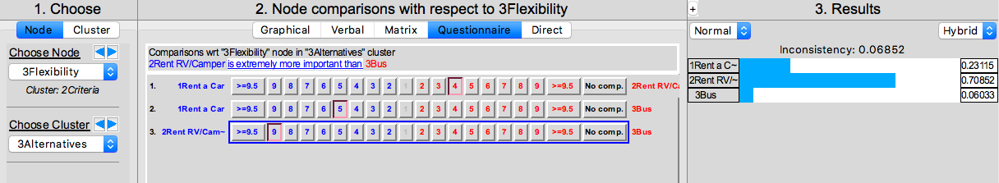 1. Choose
Node Cluster
Choose Node
3Flexibility
Cluster: 2Criteria
Choose Cluster
3Alternatives
2. Node comparisons with respect to 3Flexibility
Graphical Verbal Matrix Questionnaire Direct
Comparisons wrt "3Flexibility" node in "3Alternatives" cluster
2Rent RV/Camper is extremely more important than 3Bus
1. 1Rent a Car >=9.5 9 8 7 6 5 4 3 2 1 2 3 4 5 6 7 8 9 >=9.5 No comp. 2Rent RV/Ca
2. 1Rent a Car >=9.5 9 8 7 6 5 4 3 2 1 2 3 4 5 6 7 8 9 >=9.5 No comp. 3Bus
3. 2Rent RV/Cam~ >=9.5 9 8 7 6 5 4 3 2 1 2 3 4 5 6 7 8 9 >=9.5 No comp. 3Bus
+ 3. Results
Normal Hybrid
Inconsistency: 0.06852
1Rent a C~ 0.23115
2Rent RV/~ 0.70852
3Bus 0.06033